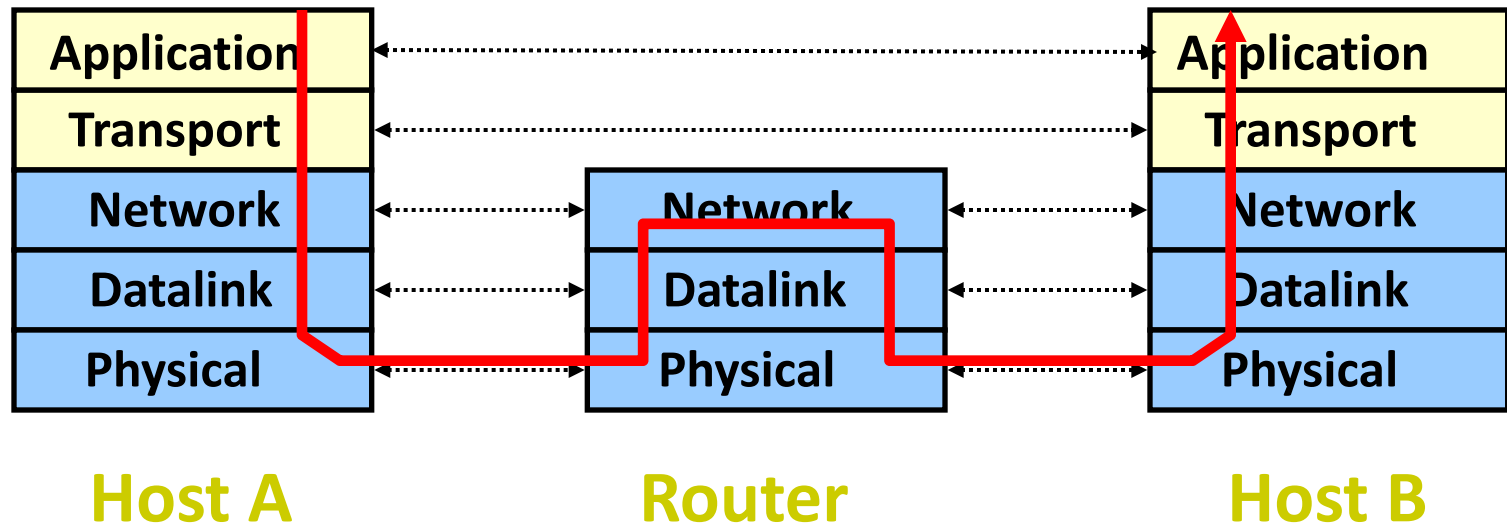 Application
Transport
Network
Datalink
Physical
Host A
Network
Datalink
Physical
Router
Application
Transport
Network
Datalink
Physical
Host B